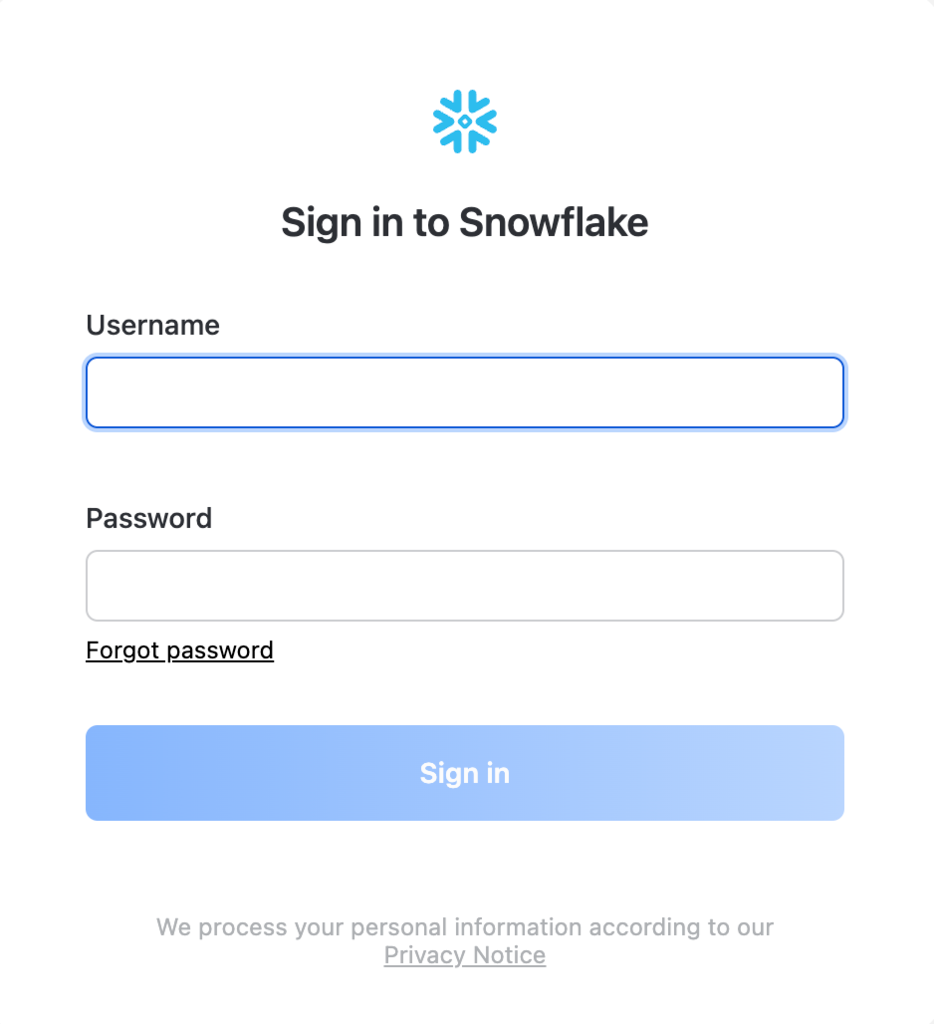 Sign in to Snowflake
Username
Password
Forgot password
Sign in
We process your personal information according to our
Privacy Notice